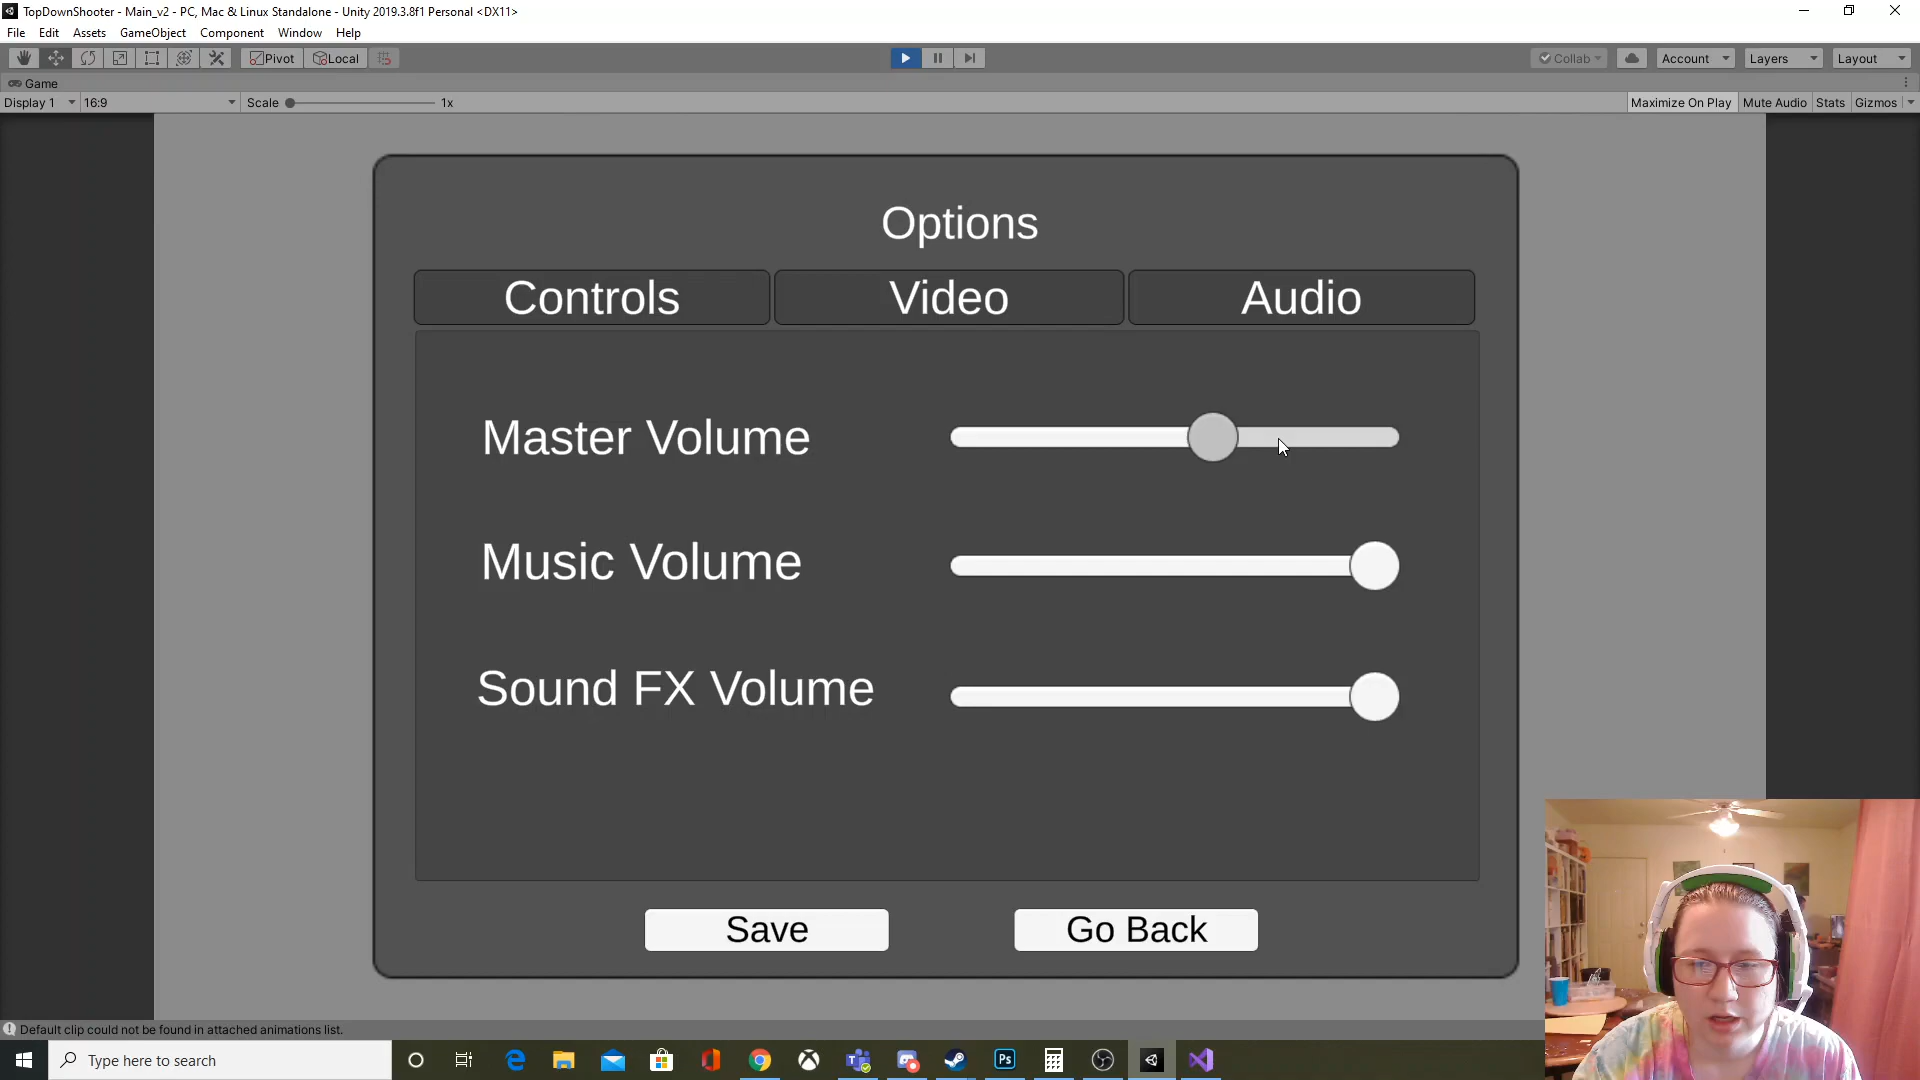 TopDownShooter - Main_v2 - PC, Mac & Linux Standalone - Unity 2019.3.8f1 Personal <DX11>
File Edit Assets GameObject Component Window Help
Pivot Local Collab Account Layers Layout
Game
Display 1 16:9 Scale 1x Maximize On Play Mute Audio Stats Gizmos
Options
Controls Video Audio
Master Volume
Music Volume
Sound FX Volume
Save Go Back
Default clip could not be found in attached animations list.
Type here to search
Ps